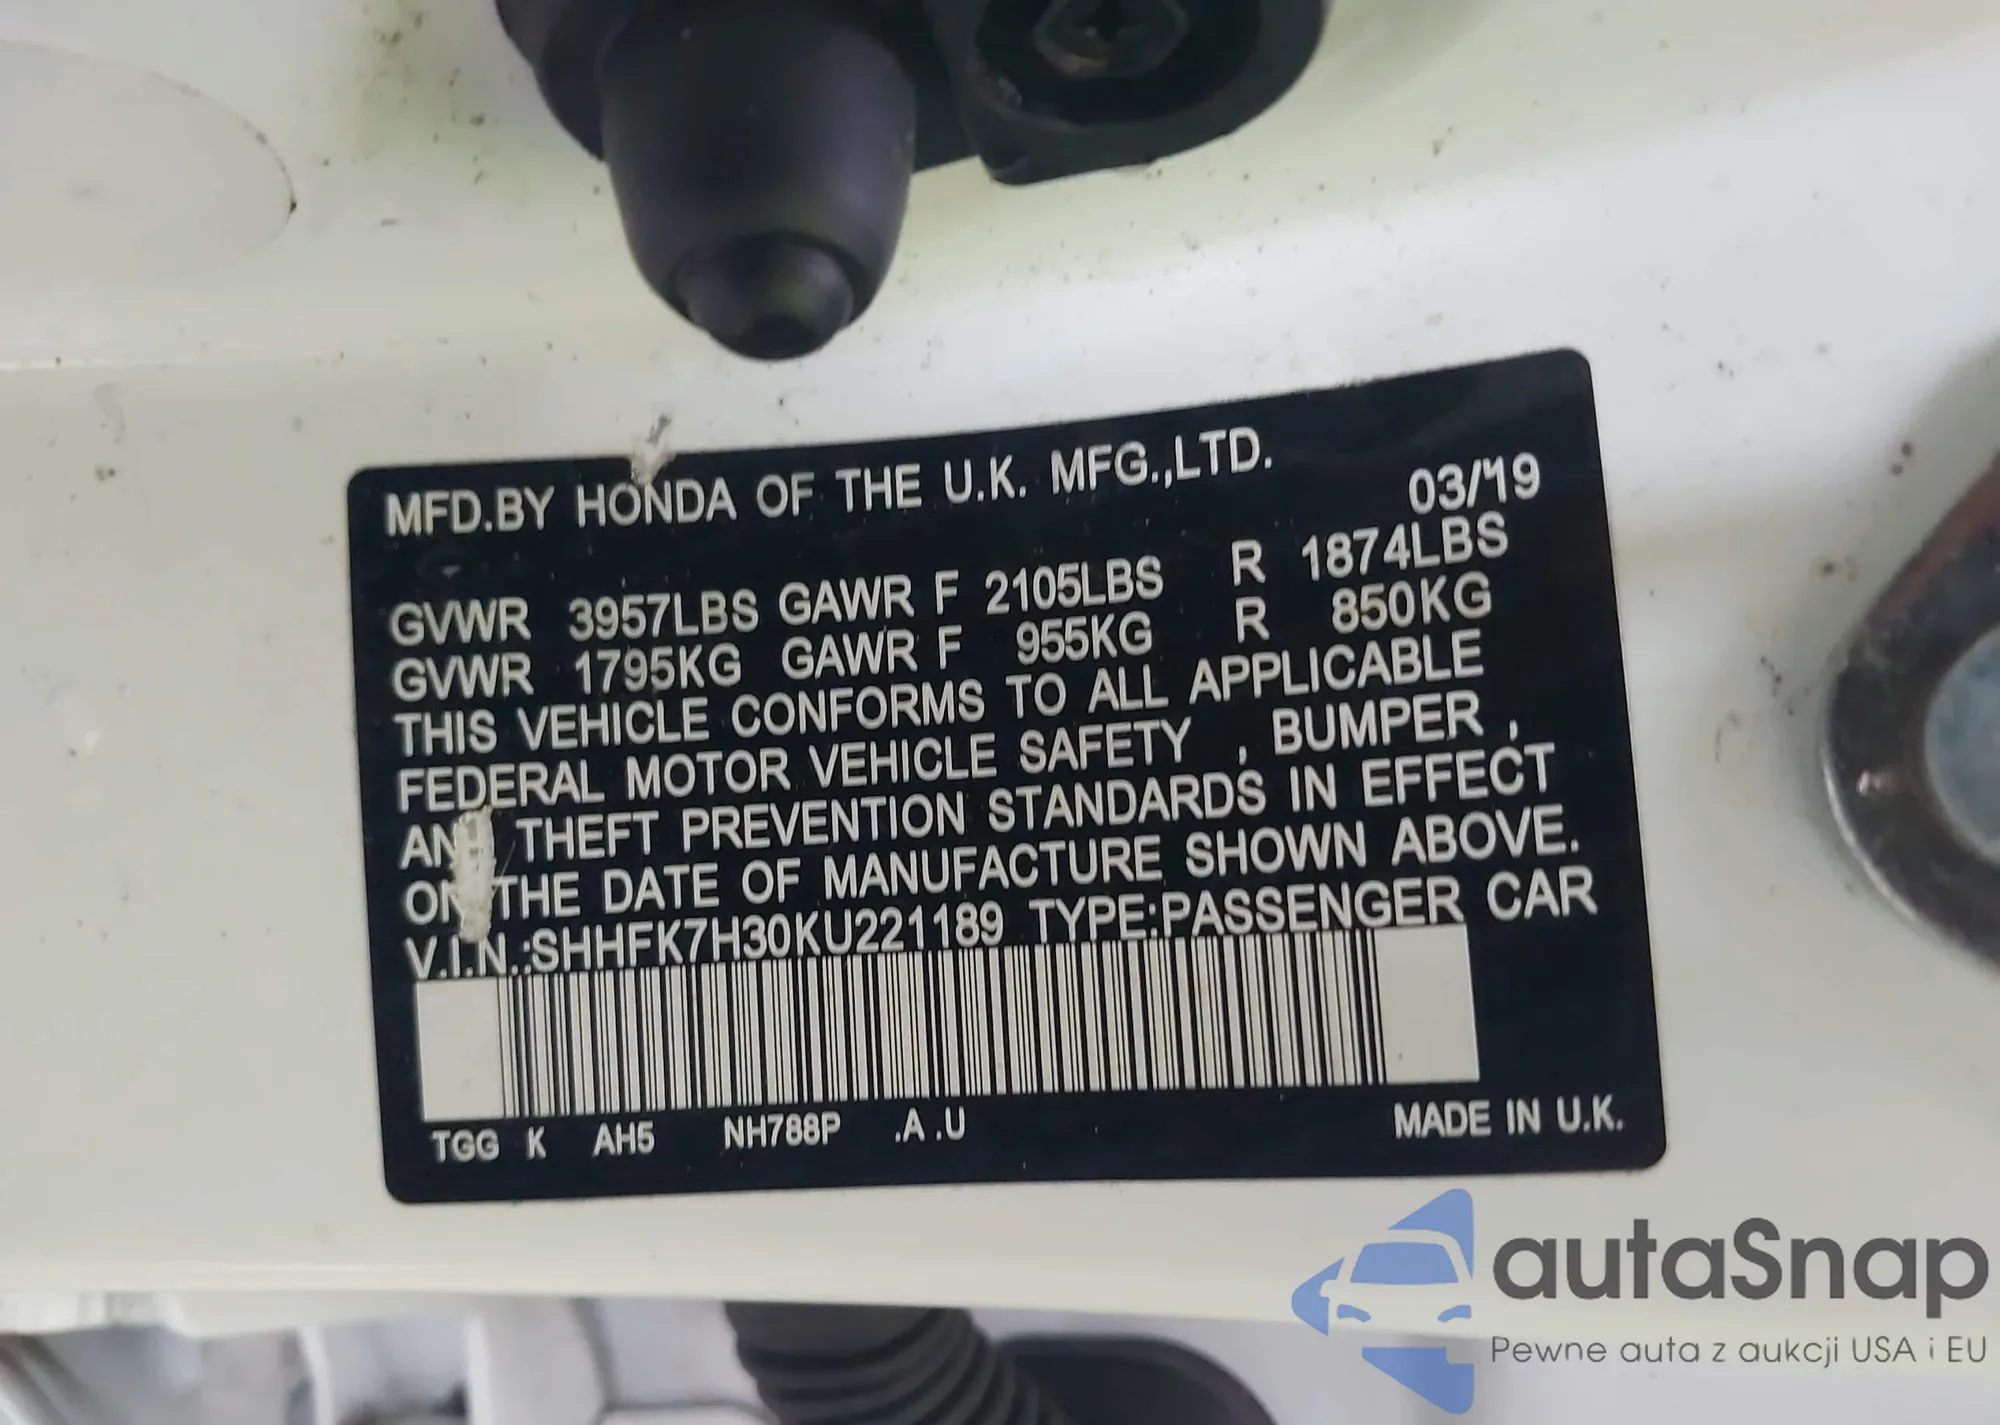 MFD.BY HONDA OF THE U.K. MFG.,LTD.
03/19
GVWR 3957LBS GAWR F 2105LBS R 1874LBS
GVWR 1795KG GAWR F 955KG R 850KG
THIS VEHICLE CONFORMS TO ALL APPLICABLE
FEDERAL MOTOR VEHICLE SAFETY , BUMPER ,
AND THEFT PREVENTION STANDARDS IN EFFECT
ON THE DATE OF MANUFACTURE SHOWN ABOVE.
V.I.N.:SHHFK7H30KU221189 TYPE:PASSENGER CAR
TGG K AH5 NH788P .A .U MADE IN U.K.
autaSnap
Pewne auta z aukcji USA i EU